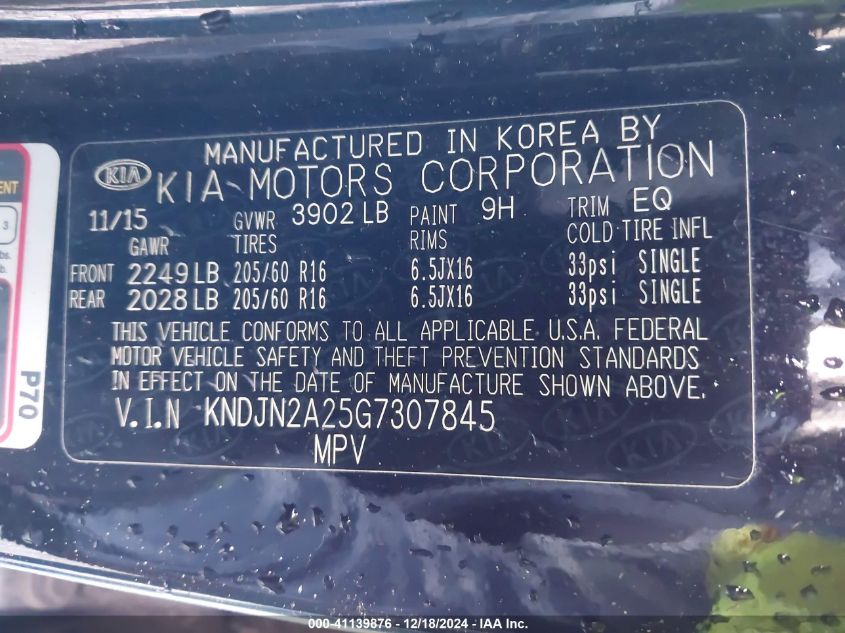 MANUFACTURED IN KOREA BY
KIA KIA MOTORS CORPORATION
11/15 GVWR 3902 LB PAINT 9H TRIM EQ
GAWR TIRES RIMS COLD TIRE INFL
FRONT 2249 LB 205/60 R16 6.5JX16 33psi SINGLE
REAR 2028 LB 205/60 R16 6.5JX16 33psi SINGLE
THIS VEHICLE CONFORMS TO ALL APPLICABLE U.S.A. FEDERAL
MOTOR VEHICLE SAFETY AND THEFT PREVENTION STANDARDS
IN EFFECT ON THE DATE OF MANUFACTURE SHOWN ABOVE.
V.I.N KNDJN2A25G7307845
MPV
3
P70
000-41139876 - 12/18/2024 - IAA Inc.